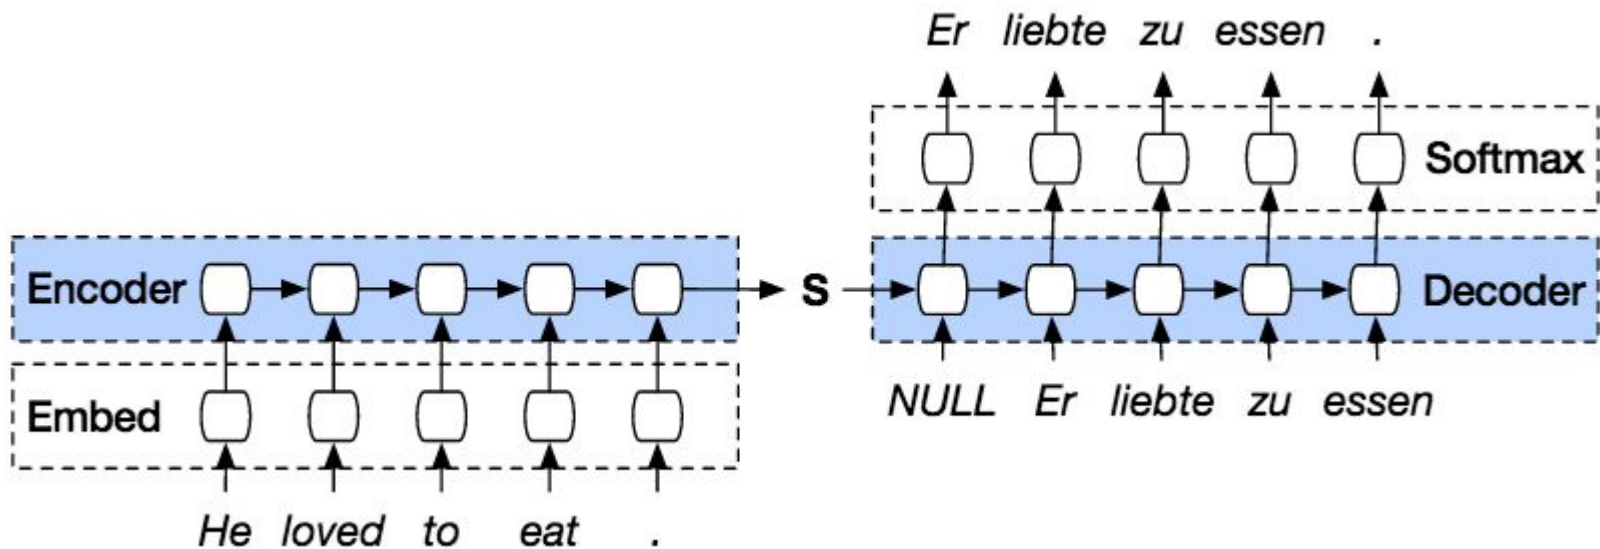 Er liebte zu essen .
Softmax
Encoder S Decoder
NULL Er liebte zu essen
Embed
He loved to eat .